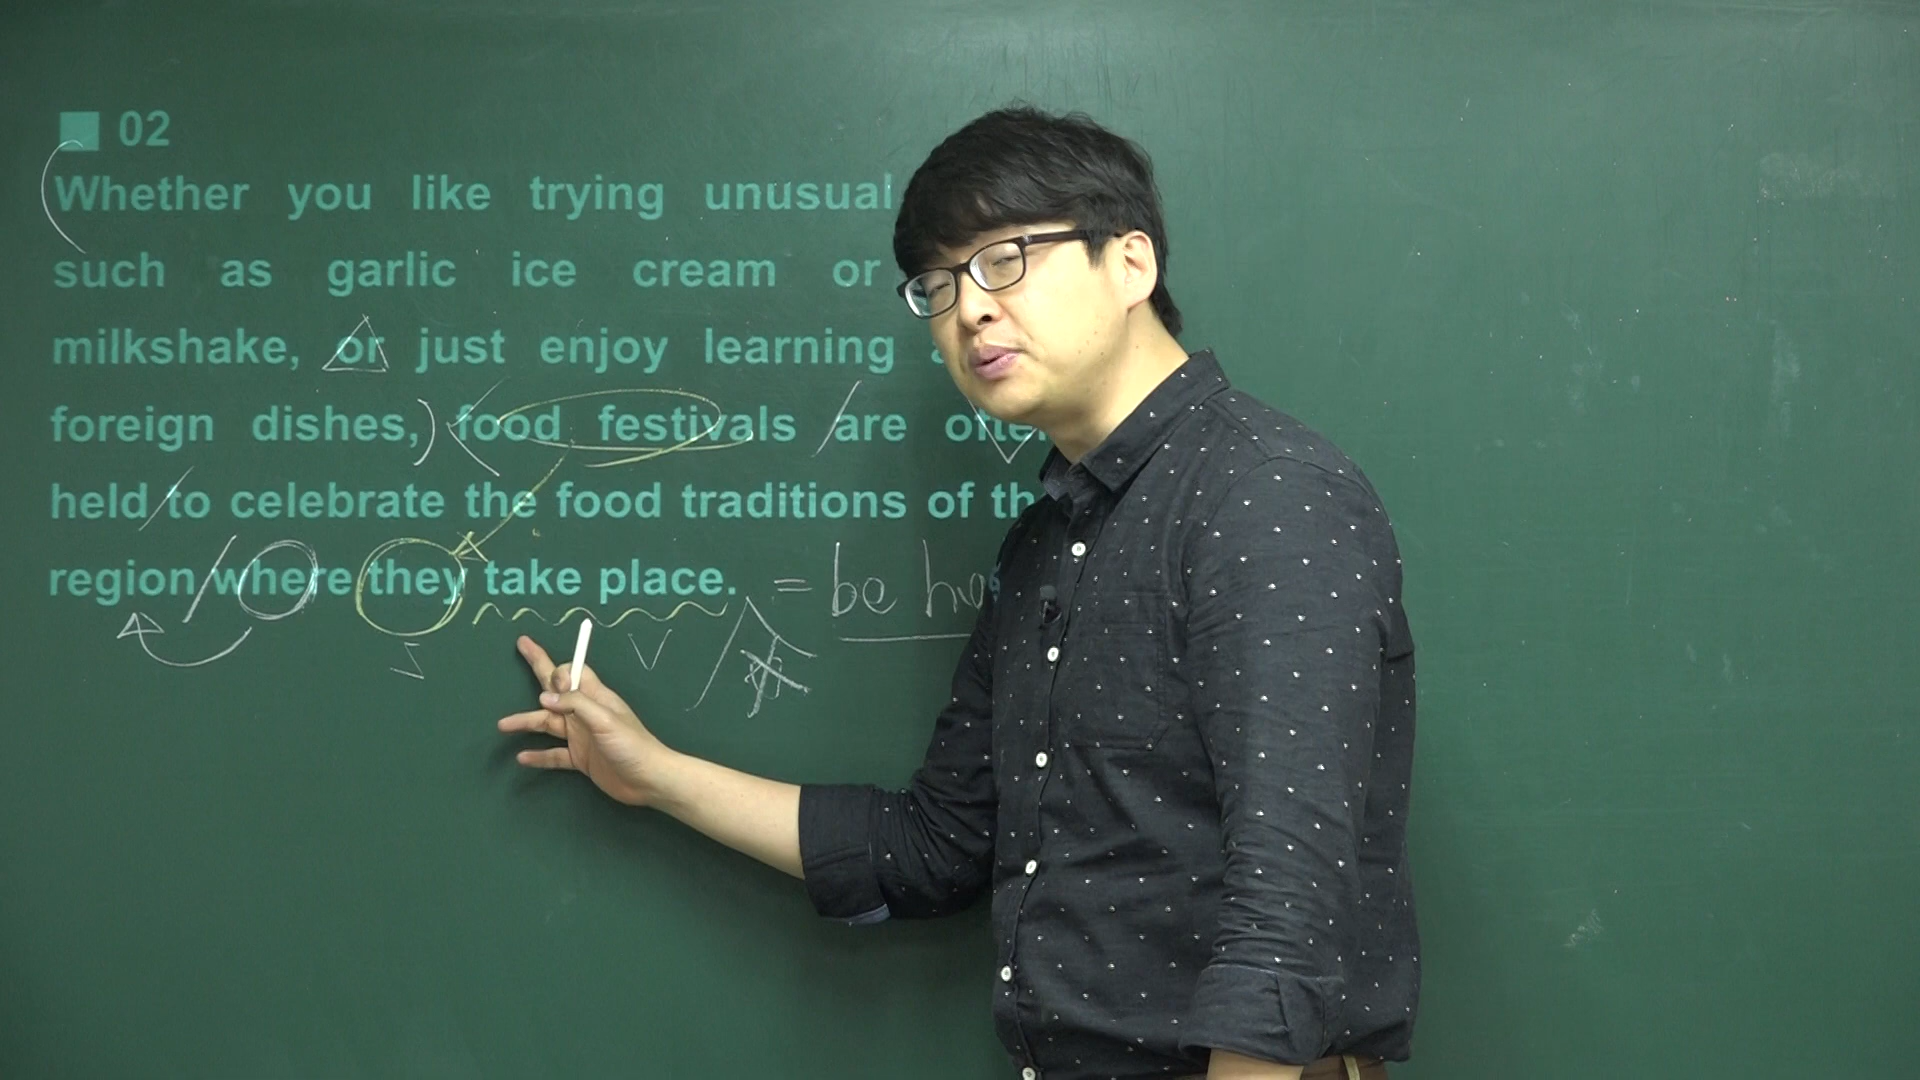 02
Whether you like trying unusual
such as garlic ice cream or
milkshake, or just enjoy learning
foreign dishes, food festivals are often
held to celebrate the food traditions of
region where they take place. = be
S V